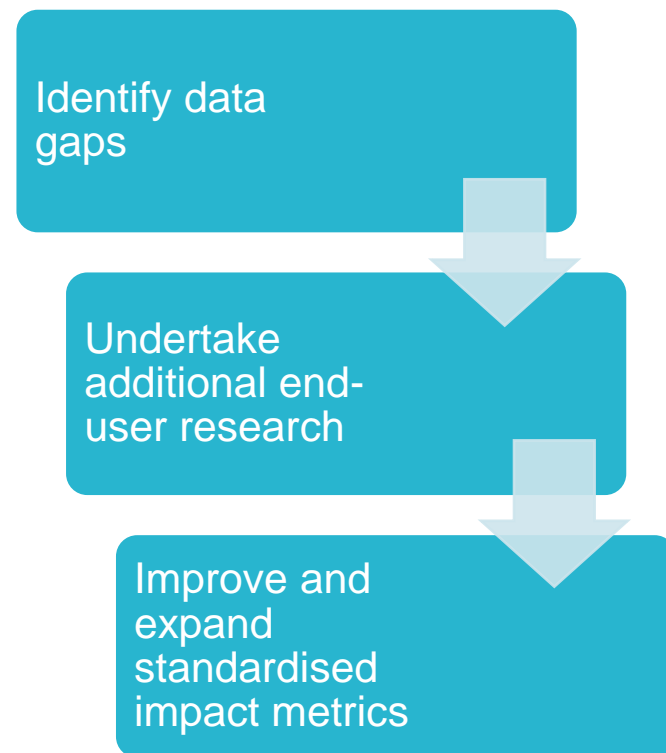 Identify data
gaps
Undertake
additional end-
user research
Improve and
expand
standardised
impact metrics